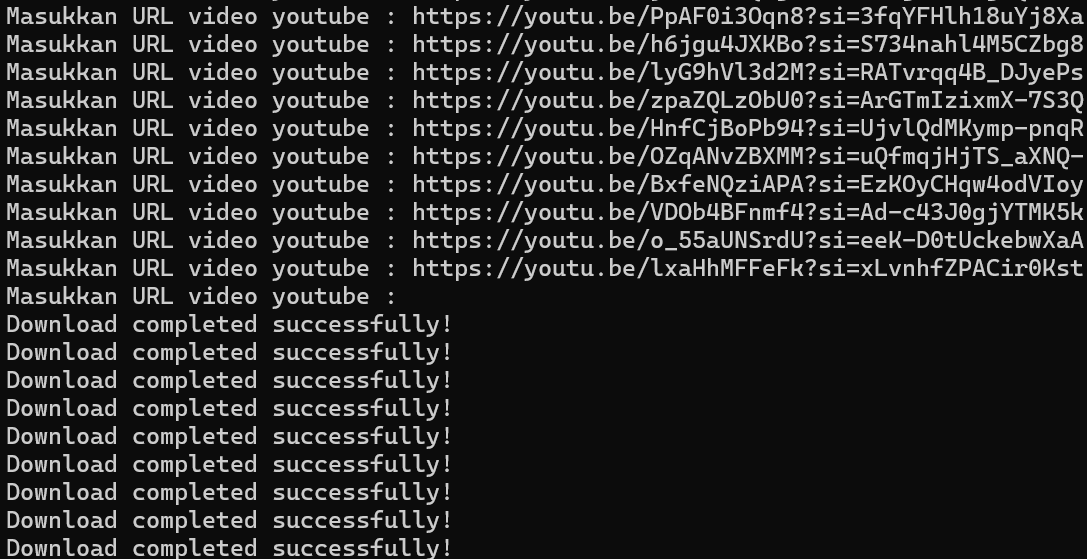 Masukkan URL video youtube : https://youtu.be/PpAF0i3Oqn8?si=3fqYFHlh18uYj8Xa
Masukkan URL video youtube : https://youtu.be/h6jgu4JXKBo?si=S734nahl4M5CZbg8
Masukkan URL video youtube : https://youtu.be/lyG9hVl3d2M?si=RATvrqq4B_DJyePs
Masukkan URL video youtube : https://youtu.be/zpaZQLzObU0?si=ArGTmIzixmX-7S3Q
Masukkan URL video youtube : https://youtu.be/HnfCjBoPb94?si=UjvlQdMKymp-pnqR
Masukkan URL video youtube : https://youtu.be/OZqANvZBXMM?si=uQfmqjHjTS_aXNQ-
Masukkan URL video youtube : https://youtu.be/BxfeNQziAPA?si=EzKOyCHqw4odVIoy
Masukkan URL video youtube : https://youtu.be/VDOb4BFnmf4?si=Ad-c43J0gjYTMK5k
Masukkan URL video youtube : https://youtu.be/o_55aUNSrdU?si=eeK-D0tUckebwXaA
Masukkan URL video youtube : https://youtu.be/lxaHhMFFeFk?si=xLvnhfZPACir0Kst
Masukkan URL video youtube :
Download completed successfully!
Download completed successfully!
Download completed successfully!
Download completed successfully!
Download completed successfully!
Download completed successfully!
Download completed successfully!
Download completed successfully!
Download completed successfully!